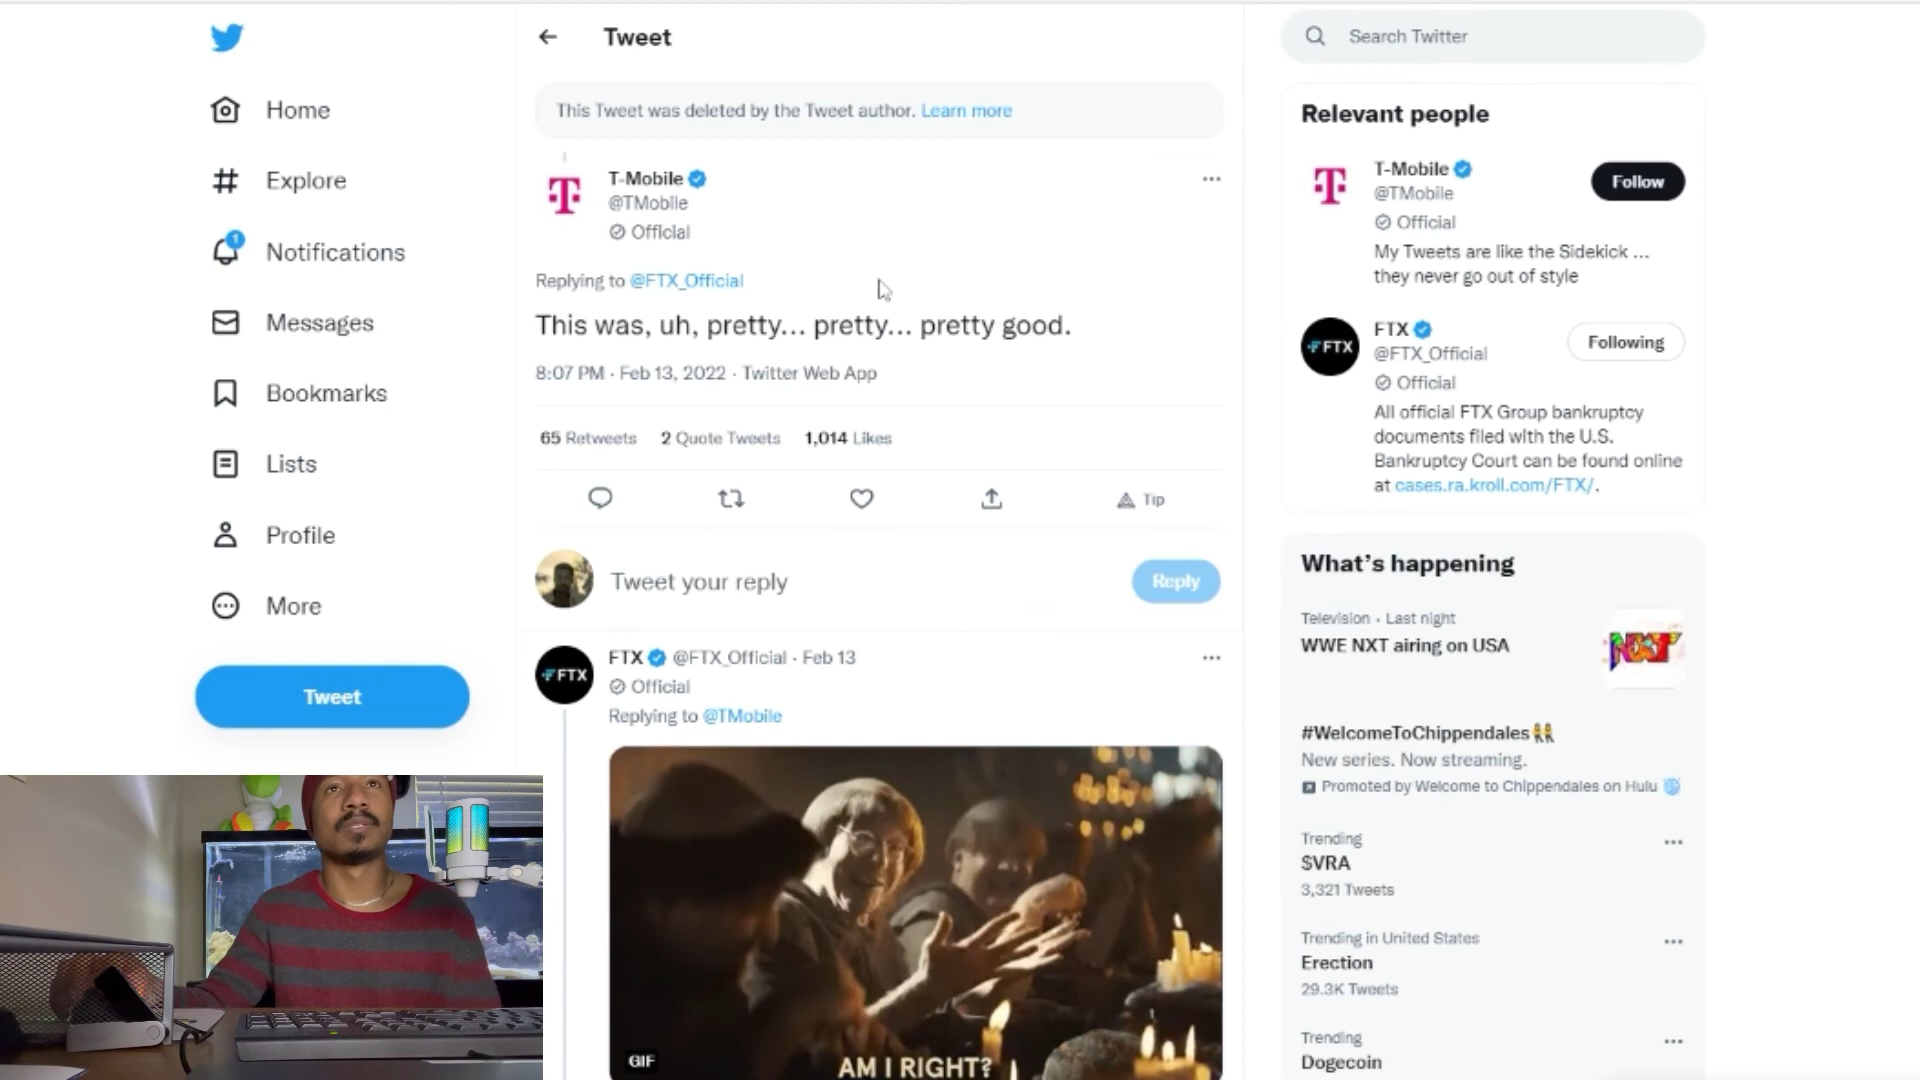 Home
Explore
1
Notifications
Messages
Bookmarks
Lists
Profile
More
Tweet
Tweet
This Tweet was deleted by the Tweet author. Learn more
T-Mobile
@TMobile
Official
Replying to @FTX_Official
This was, uh, pretty... pretty... pretty good.
8:07 PM · Feb 13, 2022 · Twitter Web App
65 Retweets 2 Quote Tweets 1,014 Likes
Tip
Tweet your reply
Reply
FTX
FTX @FTX_Official · Feb 13
Official
Replying to @TMobile
GIF
AM I RIGHT?
Search Twitter
Relevant people
T-Mobile
@TMobile
Official
Follow
My Tweets are like the Sidekick ...
they never go out of style
FTX
FTX
@FTX_Official
Official
Following
All official FTX Group bankruptcy
documents filed with the U.S.
Bankruptcy Court can be found online
at cases.ra.kroll.com/FTX/.
What's happening
Television · Last night
WWE NXT airing on USA
NXT
#WelcomeToChippendales
New series. Now streaming.
Promoted by Welcome to Chippendales on Hulu
Trending
$VRA
3,321 Tweets
Trending in United States
Erection
29.3K Tweets
Trending
Dogecoin